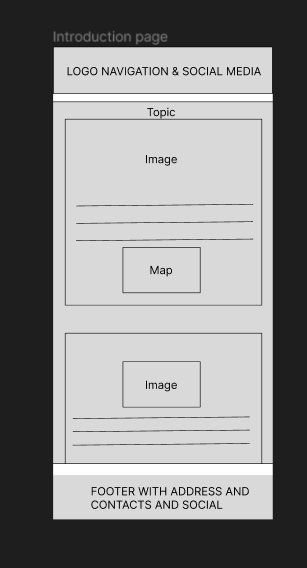 Introduction page
LOGO NAVIGATION & SOCIAL MEDIA
Topic
Image
Map
Image
FOOTER WITH ADDRESS AND
CONTACTS AND SOCIAL